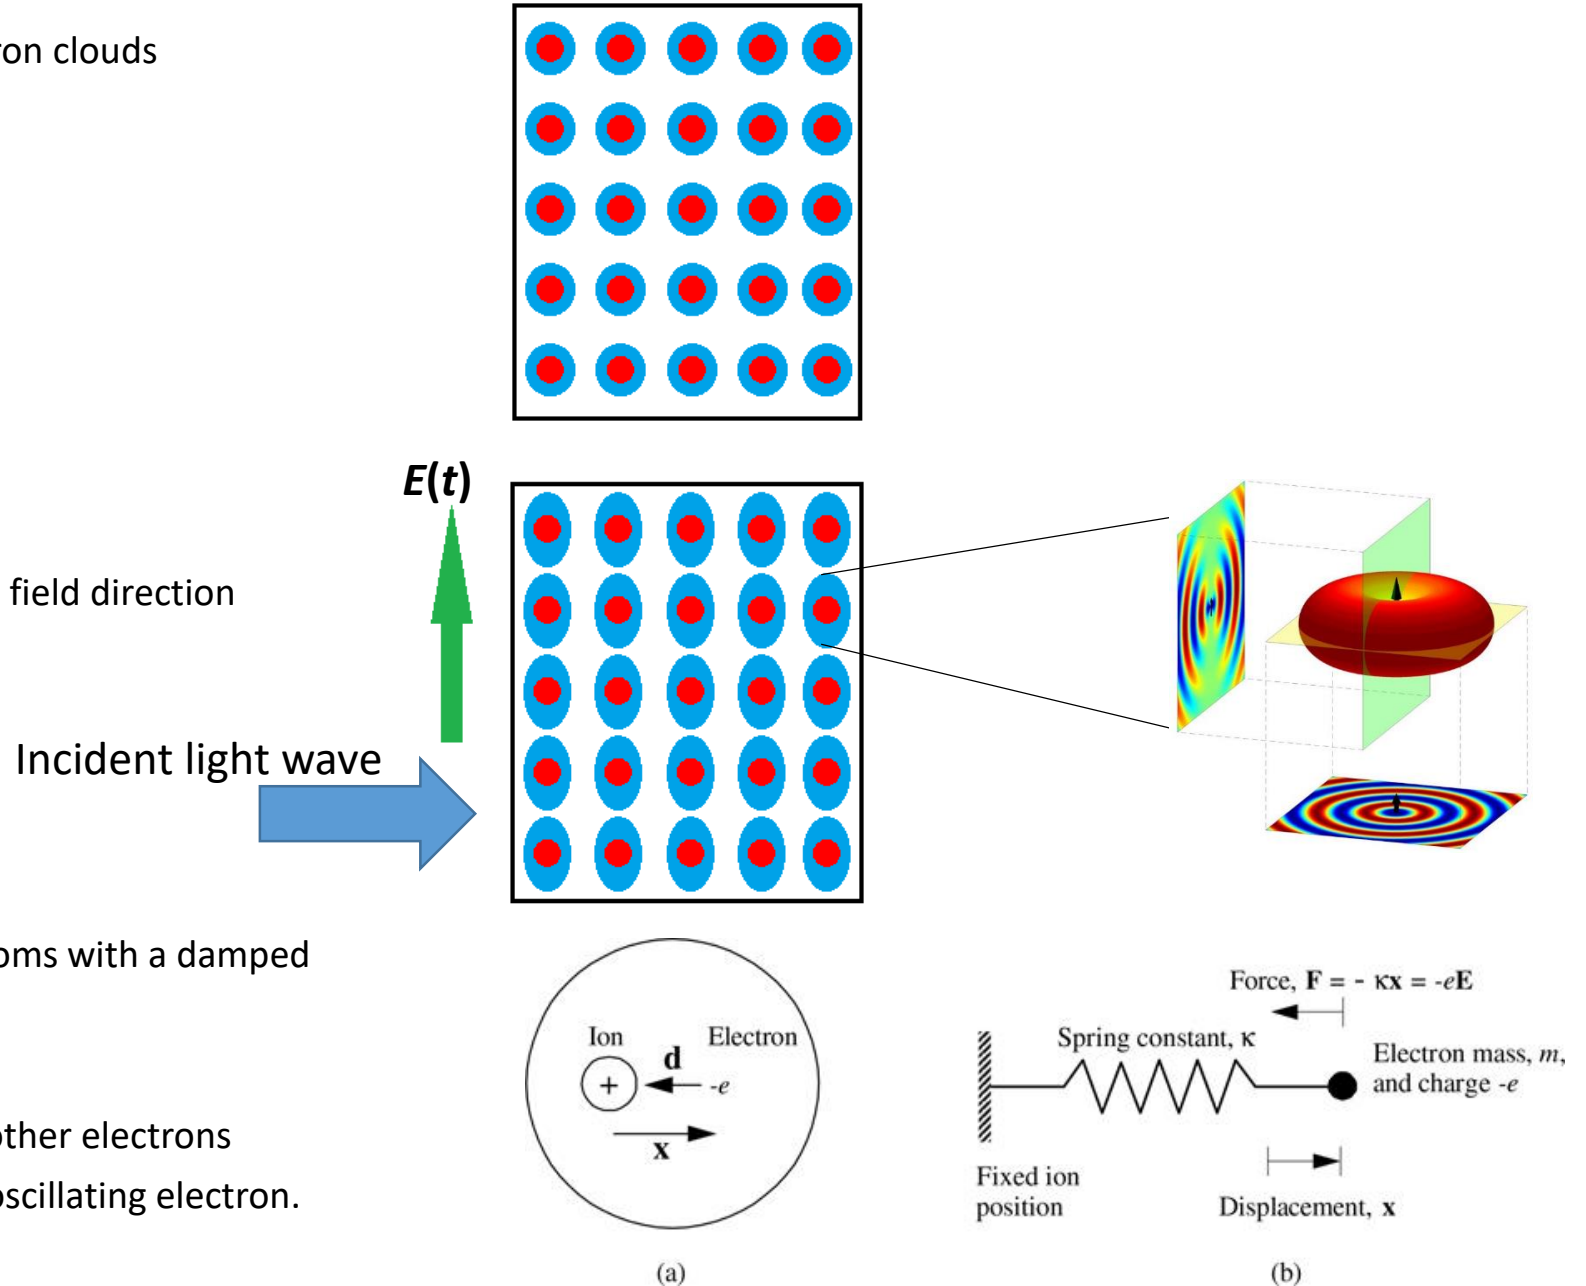 ron clouds
E(t)
field direction
Incident light wave
oms with a damped
other electrons
oscillating electron.
Ion
Electron
d
+
-e
x
(a)
Force, F = - κx = -eE
Spring constant, κ
Electron mass, m,
and charge -e
Fixed ion
position
Displacement, x
(b)